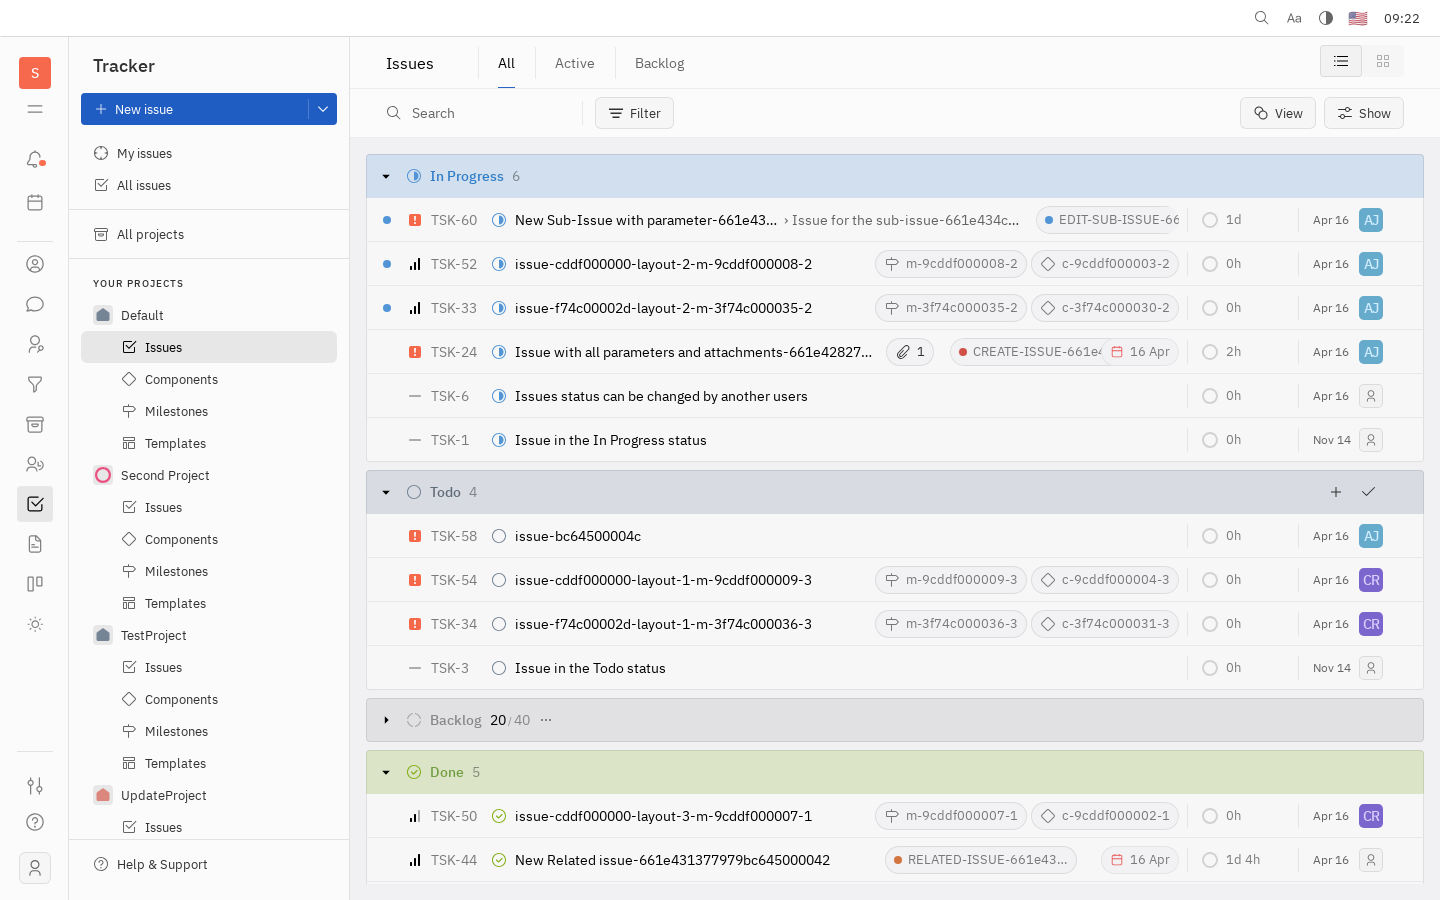 Aa 09:22
S
Tracker
New issue
My issues
All issues
All projects
YOUR PROJECTS
Default
Issues
Components
Milestones
Templates
Second Project
Issues
Components
Milestones
Templates
TestProject
Issues
Components
Milestones
Templates
UpdateProject
Issues
Help & Support
Issues All Active Backlog
Search Filter View Show
In Progress 6
TSK-60 New Sub-Issue with parameter-661e43... › Issue for the sub-issue-661e434c... EDIT-SUB-ISSUE-66 1d Apr 16 AJ
TSK-52 issue-cddf000000-layout-2-m-9cddf000008-2 m-9cddf000008-2 c-9cddf000003-2 0h Apr 16 AJ
TSK-33 issue-f74c00002d-layout-2-m-3f74c000035-2 m-3f74c000035-2 c-3f74c000030-2 0h Apr 16 AJ
TSK-24 Issue with all parameters and attachments-661e42827... 1 CREATE-ISSUE-661e4 16 Apr 2h Apr 16 AJ
TSK-6 Issues status can be changed by another users 0h Apr 16
TSK-1 Issue in the In Progress status 0h Nov 14
Todo 4
TSK-58 issue-bc64500004c 0h Apr 16 AJ
TSK-54 issue-cddf000000-layout-1-m-9cddf000009-3 m-9cddf000009-3 c-9cddf000004-3 0h Apr 16 CR
TSK-34 issue-f74c00002d-layout-1-m-3f74c000036-3 m-3f74c000036-3 c-3f74c000031-3 0h Apr 16 CR
TSK-3 Issue in the Todo status 0h Nov 14
Backlog 20 / 40 ...
Done 5
TSK-50 issue-cddf000000-layout-3-m-9cddf000007-1 m-9cddf000007-1 c-9cddf000002-1 0h Apr 16 CR
TSK-44 New Related issue-661e431377979bc645000042 RELATED-ISSUE-661e43... 16 Apr 1d 4h Apr 16